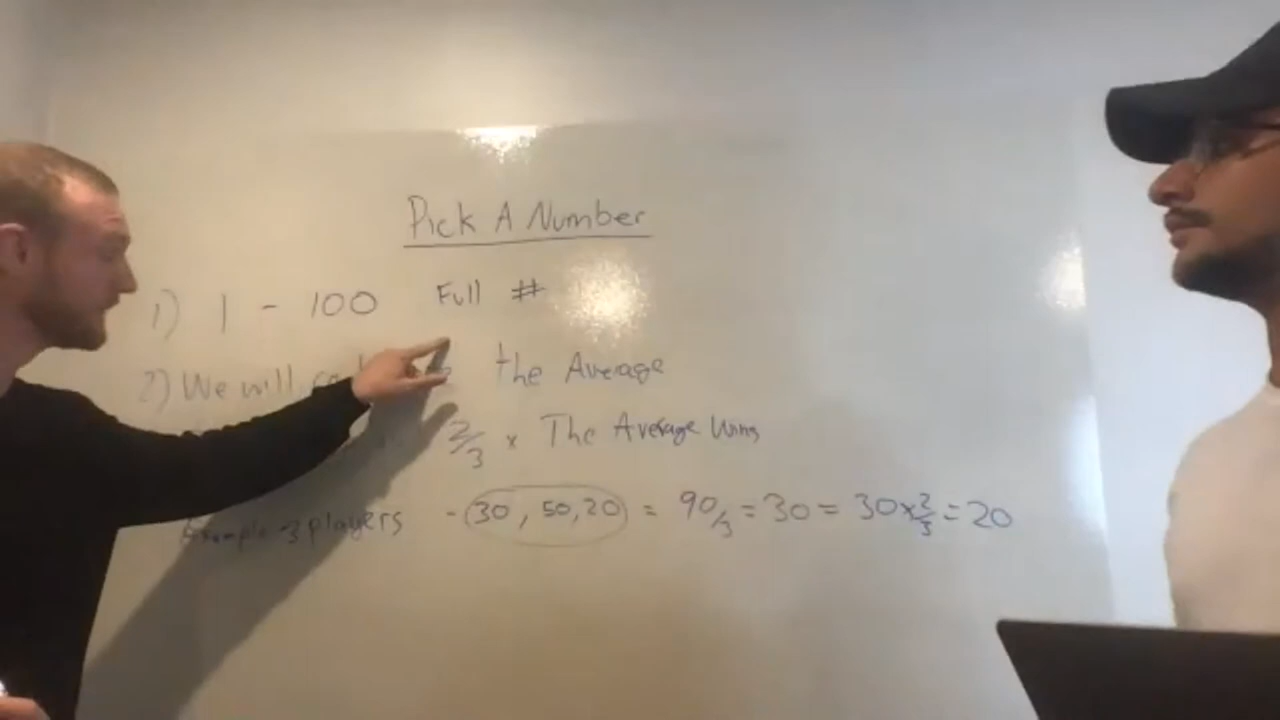 Pick A Number
1) 1 - 100 Full #
2) We will the Average
2/3 x The Average Wins
Example 3 players - (30, 50, 20) = 90/3 = 30 = 30x2/3 = 20